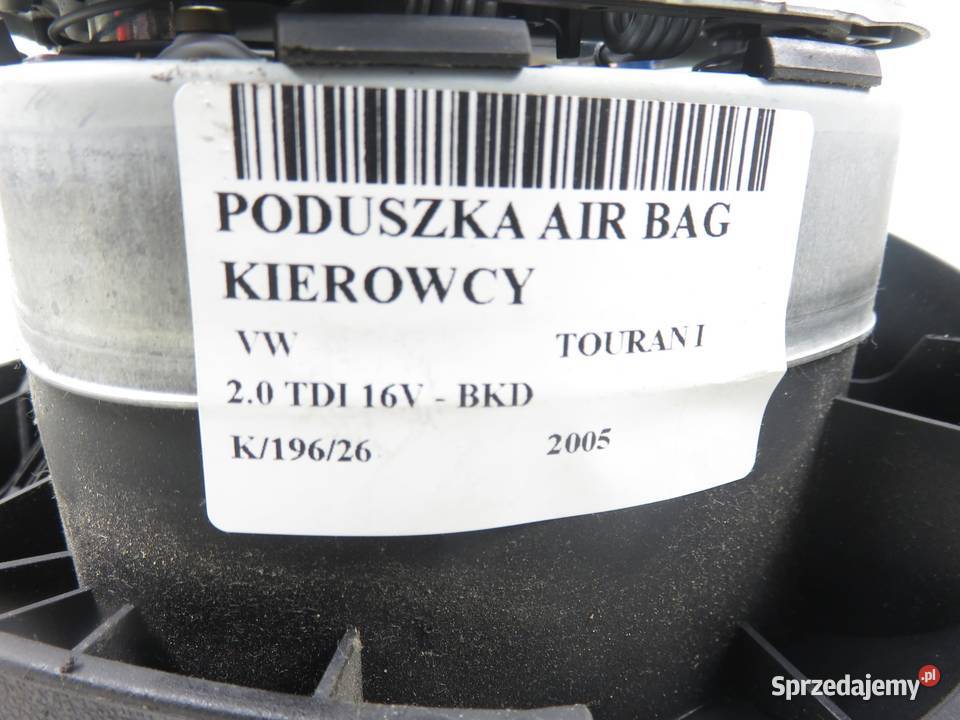 PODUSZKA AIR BAG
KIEROWCY
VW TOURAN I
2.0 TDI 16V - BKD
K/196/26 2005
Sprzedajemy.pl